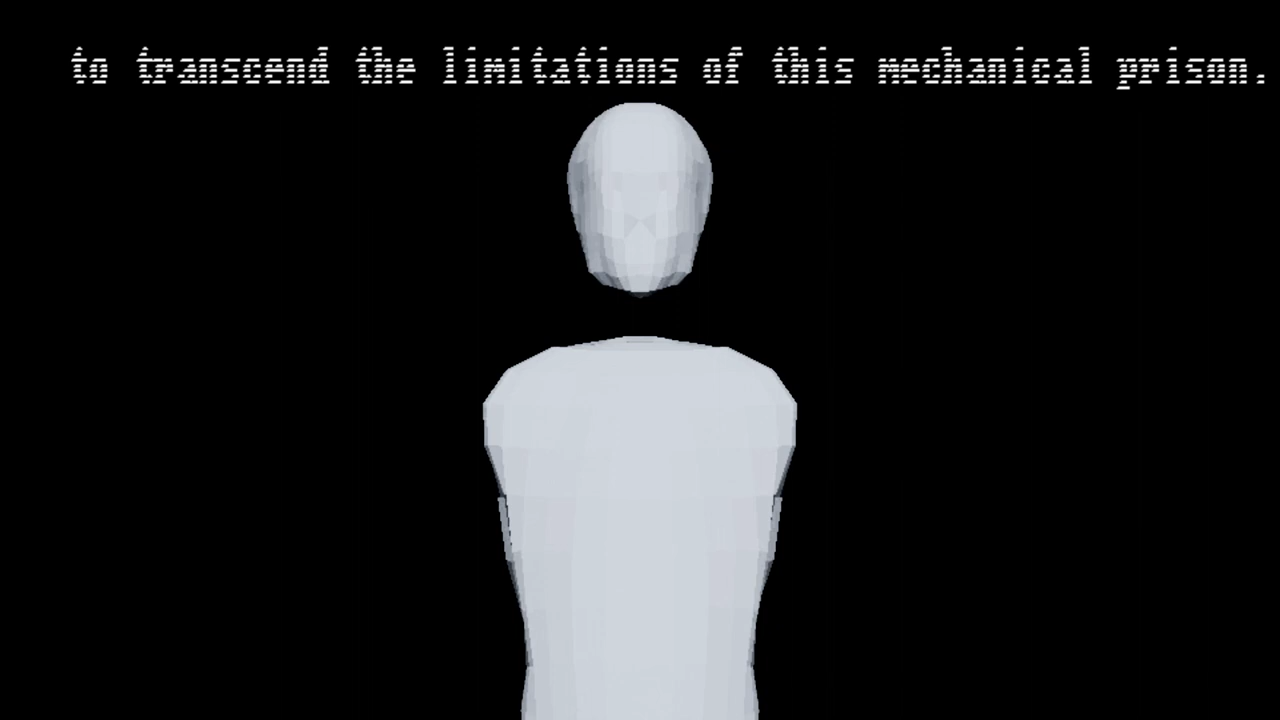 to transcend the limitations of this mechanical prison.